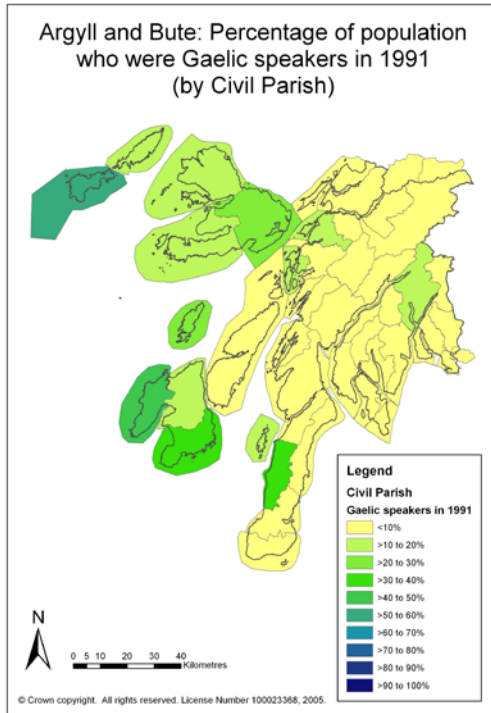 Argyll and Bute: Percentage of population
who were Gaelic speakers in 1991
(by Civil Parish)
Legend
Civil Parish
Gaelic speakers in 1991
<10%
>10 to 20%
>20 to 30%
>30 to 40%
>40 to 50%
>50 to 60%
>60 to 70%
>70 to 80%
>80 to 90%
>90 to 100%
N
0 5 10 20 30 40
Kilometres
© Crown copyright. All rights reserved. License Number 100023368, 2005.